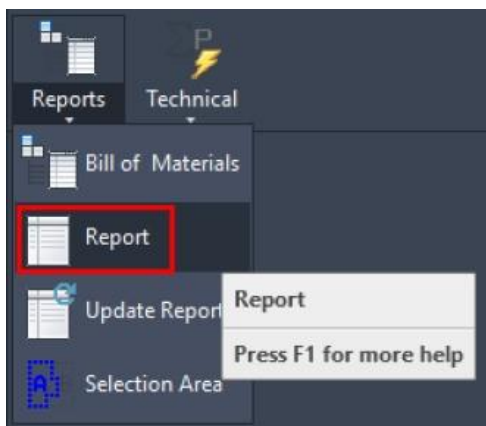 Reports
Technical
Bill of Materials
Report
Update Report
Selection Area
Report
Press F1 for more help